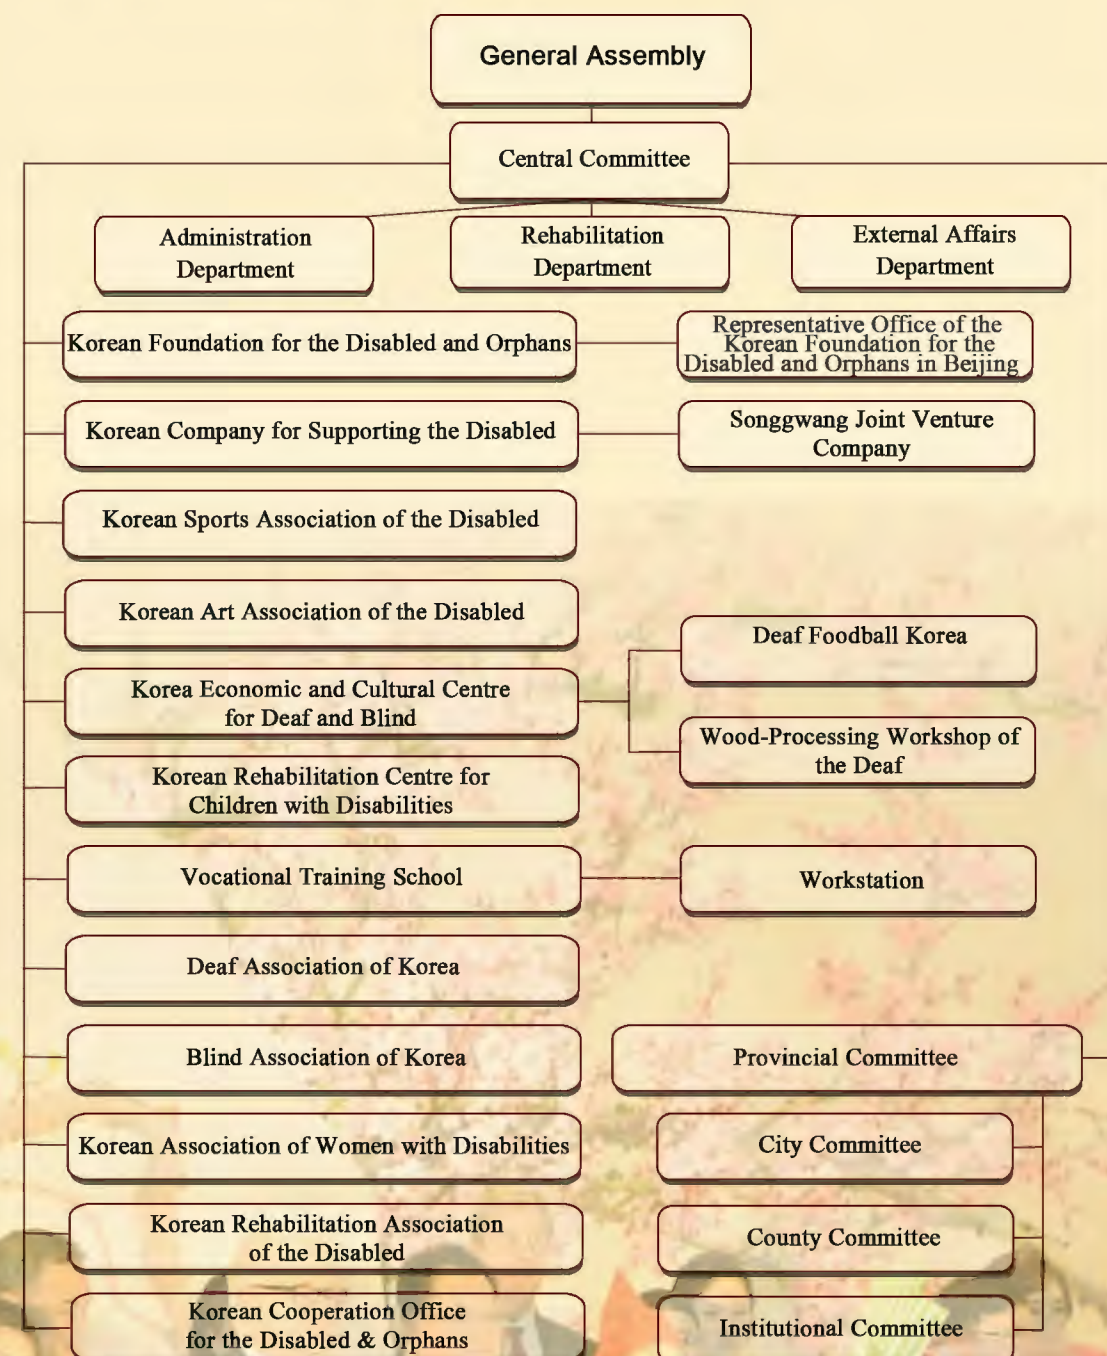 General Assembly
Central Committee
Administration
Department
Rehabilitation
Department
External Affairs
Department
Korean Foundation for the Disabled and Orphans
Representative Office of the
Korean Foundation for the
Disabled and Orphans in Beijing
Korean Company for Supporting the Disabled
Songgwang Joint Venture
Company
Korean Sports Association of the Disabled
Korean Art Association of the Disabled
Korea Economic and Cultural Centre
for Deaf and Blind
Deaf Foodball Korea
Wood-Processing Workshop of
the Deaf
Korean Rehabilitation Centre for
Children with Disabilities
Vocational Training School
Workstation
Deaf Association of Korea
Blind Association of Korea
Korean Association of Women with Disabilities
Korean Rehabilitation Association
of the Disabled
Korean Cooperation Office
for the Disabled & Orphans
Provincial Committee
City Committee
County Committee
Institutional Committee